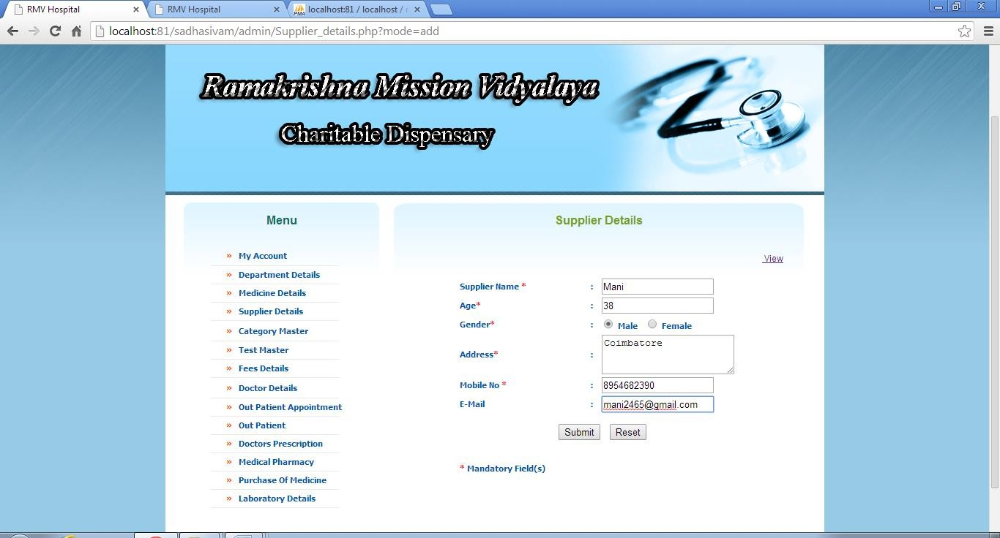 RMV Hospital
RMV Hospital
PMA localhost:81 / localhost /
localhost:81/sadhasivam/admin/Supplier_details.php?mode=add
Ramakrishna Mission Vidyalaya
Charitable Dispensary
Menu
» My Account
» Department Details
» Medicine Details
» Supplier Details
» Category Master
» Test Master
» Fees Details
» Doctor Details
» Out Patient Appointment
» Out Patient
» Doctors Prescription
» Medical Pharmacy
» Purchase Of Medicine
» Laboratory Details
Supplier Details
View
Supplier Name * : Mani
Age* : 38
Gender* : Male Female
Address* : Coimbatore
Mobile No * : 8954682390
E-Mail : mani2465@gmail.com
Submit Reset
* Mandatory Field(s)